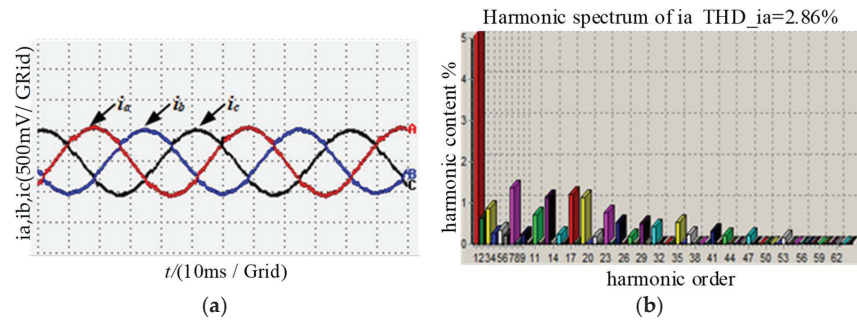 (a)
ia,ib,ic(500mV/ GRid)
ia
ib
ic
A
B
C
t/(10ms / Grid)
(a)
(b)
Harmonic spectrum of ia THD_ia=2.86%
harmonic content %
5
4
3
2
1
0
1 2 3 4 5 6 7 8 9 11 14 17 20 23 26 29 32 35 38 41 44 47 50 53 56 59 62
harmonic order
(b)